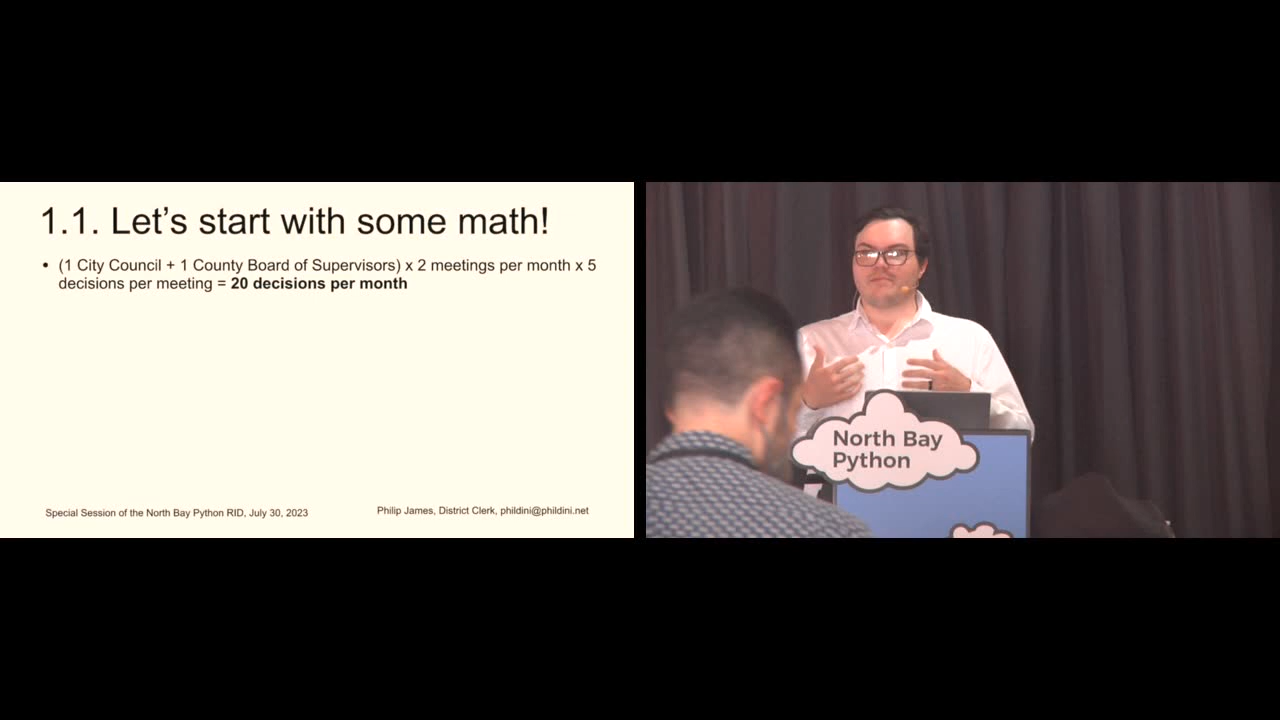 1.1. Let’s start with some math!
• (1 City Council + 1 County Board of Supervisors) x 2 meetings per month x 5
decisions per meeting = 20 decisions per month
Special Session of the North Bay Python RID, July 30, 2023
Philip James, District Clerk, phildini@phildini.net
North Bay
Python